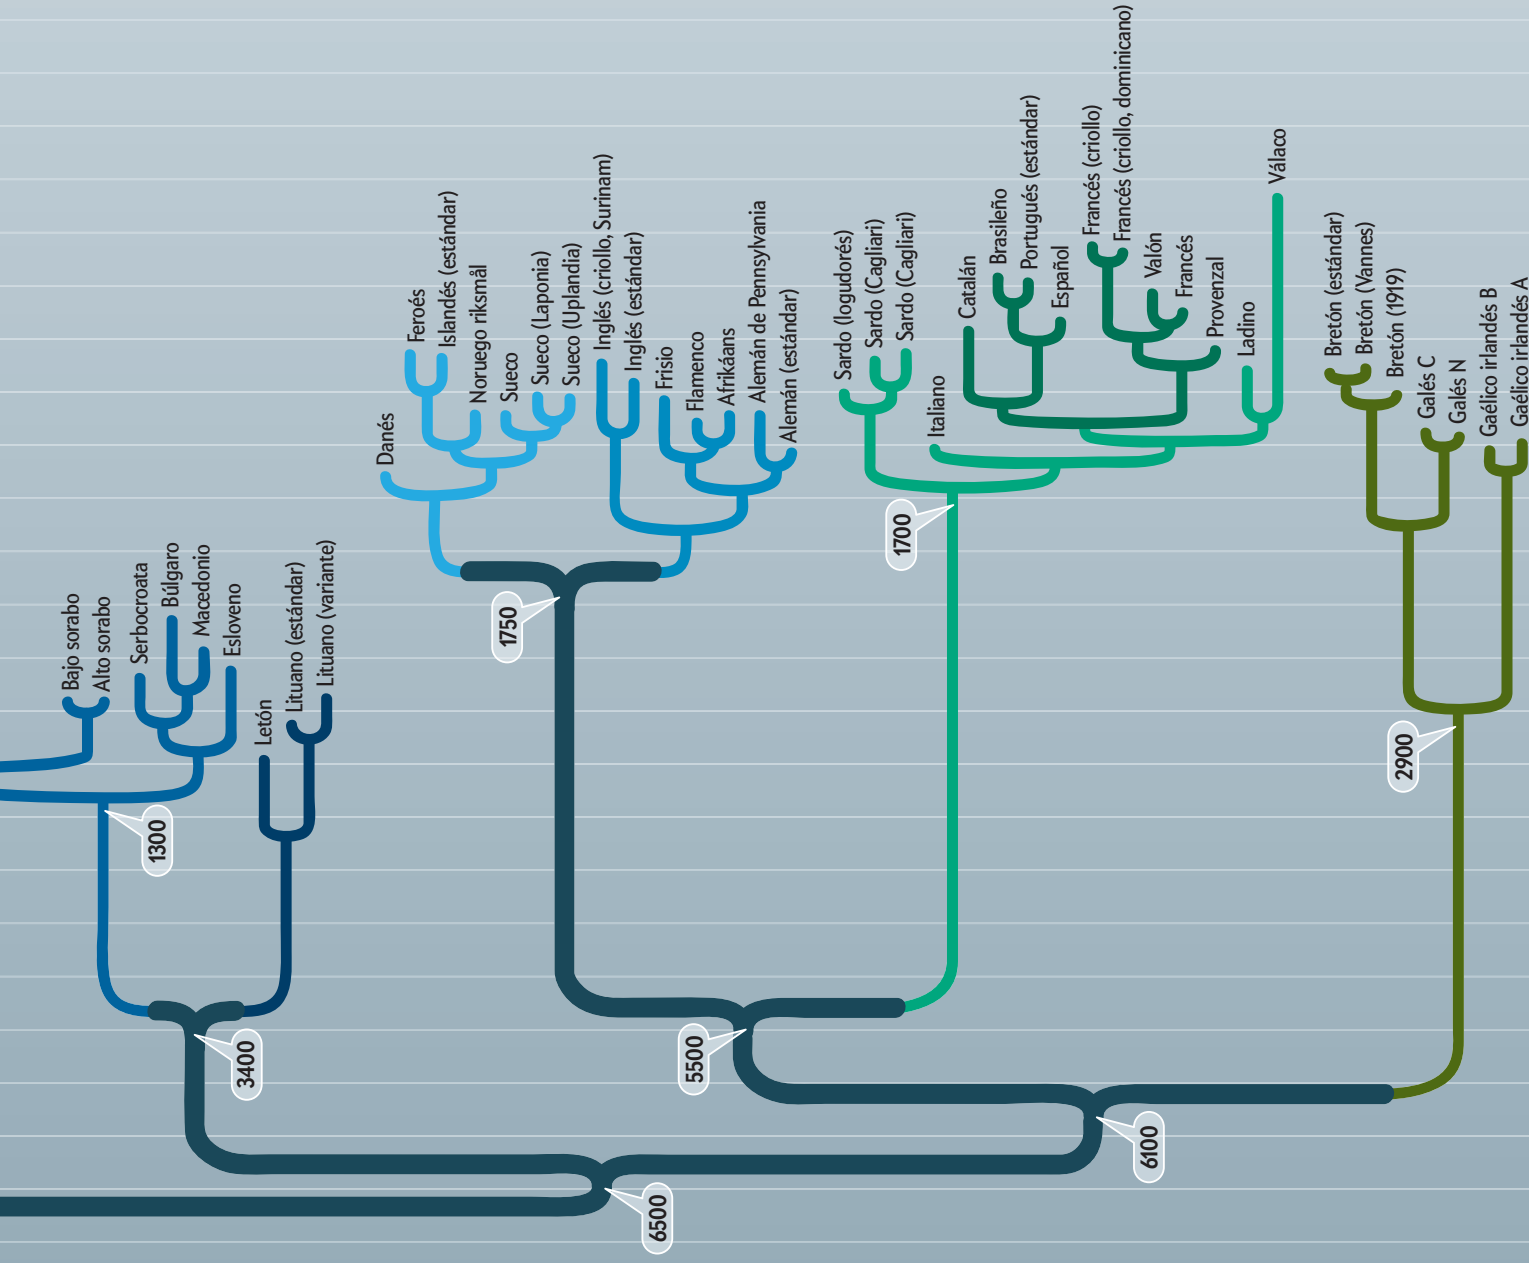 Bajo sorabo
Alto sorabo
Serbocroata
Búlgaro
Macedonio
Esloveno
Letón
Lituano (estándar)
Lituano (variante)
Danés
Feroés
Islandés (estándar)
Noruego riksmål
Sueco
Sueco (Laponia)
Sueco (Uplandia)
Inglés (criollo, Surinam)
Inglés (estándar)
Frisio
Flamenco
Afrikáans
Alemán de Pennsylvania
Alemán (estándar)
Sardo (logudorés)
Sardo (Cagliari)
Sardo (Cagliari)
Italiano
Catalán
Brasileño
Portugués (estándar)
Español
Francés (criollo)
Francés (criollo, dominicano)
Valón
Francés
Provenzal
Ladino
Válaco
Bretón (estándar)
Bretón (Vannes)
Bretón (1919)
Galés C
Galés N
Gaélico irlandés B
Gaélico irlandés A
1300
3400
1750
1700
5500
2900
6100
6500